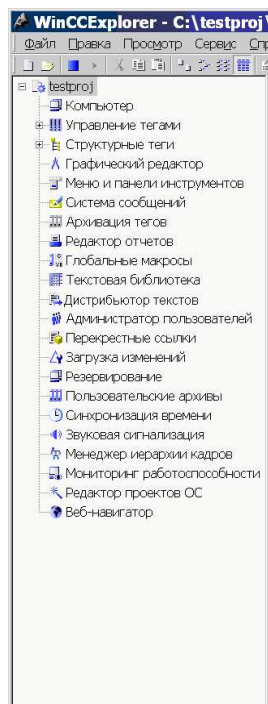 WinCCExplorer - C:\testproj\
Файл Правка Просмотр Сервис Спр
testproj
Компьютер
Управление тегами
Структурные теги
Графический редактор
Меню и панели инструментов
Система сообщений
Архивация тегов
Редактор отчетов
Глобальные макросы
Текстовая библиотека
Дистрибьютор текстов
Администратор пользователей
Перекрестные ссылки
Загрузка изменений
Резервирование
Пользовательские архивы
Синхронизация времени
Звуковая сигнализация
Менеджер иерархии кадров
Мониторинг работоспособности
Редактор проектов ОС
Веб-навигатор